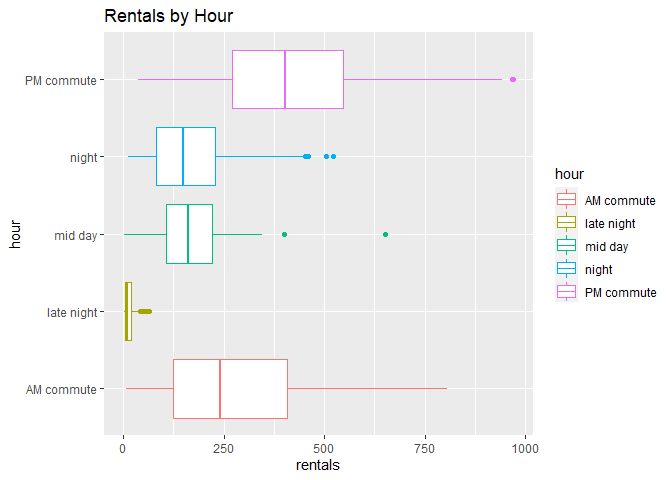 Rentals by Hour
PM commute
night
mid day
late night
AM commute
hour
0
250
500
750
1000
rentals
hour
AM commute
late night
mid day
night
PM commute